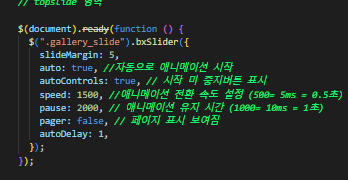 // topslide 영역
$(document).ready(function () {
$(".gallery_slide").bxSlider({
slideMargin: 5,
auto: true, //자동으로 애니메이션 시작
autoControls: true, // 시작 미 중지버튼 표시
speed: 1500, //애니메이션 전환 속도 설정 (500= 5ms = 0.5초)
pause: 2000, // 애니메이션 유지 시간 (1000= 10ms = 1초)
pager: false, // 페이지 표시 보여짐
autoDelay: 1,
});
});